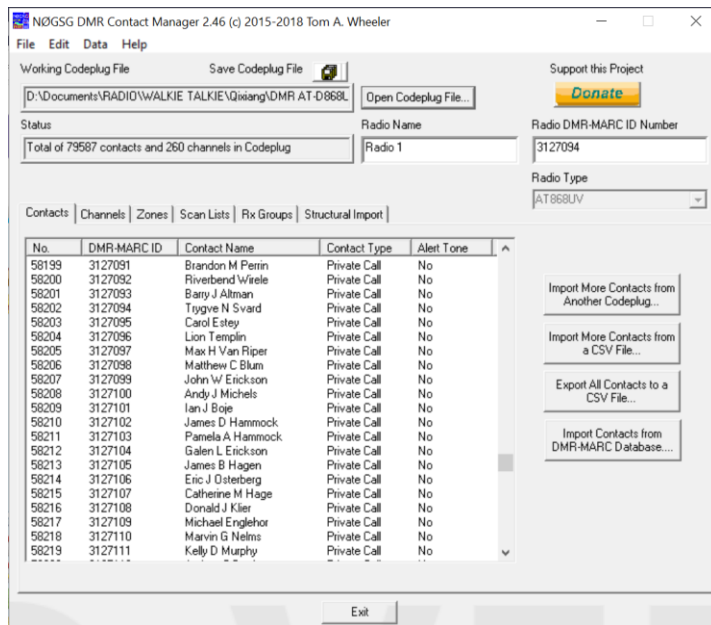 NØGSG DMR Contact Manager 2.46 (c) 2015-2018 Tom A. Wheeler
File Edit Data Help
Working Codeplug File Save Codeplug File Support this Project
D:\Documents\RADIO\WALKIE TALKIE\Qixiang\DMR AT-D868L Open Codeplug File... Donate
Status Radio Name Radio DMR-MARC ID Number
Total of 79587 contacts and 260 channels in Codeplug Radio 1 3127094
Radio Type
AT868UV
Contacts Channels Zones Scan Lists Rx Groups Structural Import
No. DMR-MARC ID Contact Name Contact Type Alert Tone
58199 3127091 Brandon M Perrin Private Call No
58200 3127092 Riverbend Wirele Private Call No
58201 3127093 Barry J Altman Private Call No
58202 3127094 Trygve N Svard Private Call No
58203 3127095 Carol Estey Private Call No
58204 3127096 Lion Templin Private Call No
58205 3127097 Max H Van Riper Private Call No
58206 3127098 Matthew C Blum Private Call No
58207 3127099 John W Erickson Private Call No
58208 3127100 Andy J Michels Private Call No
58209 3127101 Ian J Boje Private Call No
58210 3127102 James D Hammock Private Call No
58211 3127103 Pamela A Hammock Private Call No
58212 3127104 Galen L Erickson Private Call No
58213 3127105 James B Hagen Private Call No
58214 3127106 Eric J Osterberg Private Call No
58215 3127107 Catherine M Hage Private Call No
58216 3127108 Donald J Klier Private Call No
58217 3127109 Michael Englehor Private Call No
58218 3127110 Marvin G Nelms Private Call No
58219 3127111 Kelly D Murphy Private Call No
Import More Contacts from
Another Codeplug...
Import More Contacts from
a CSV File...
Export All Contacts to a
CSV File...
Import Contacts from
DMR-MARC Database....
Exit